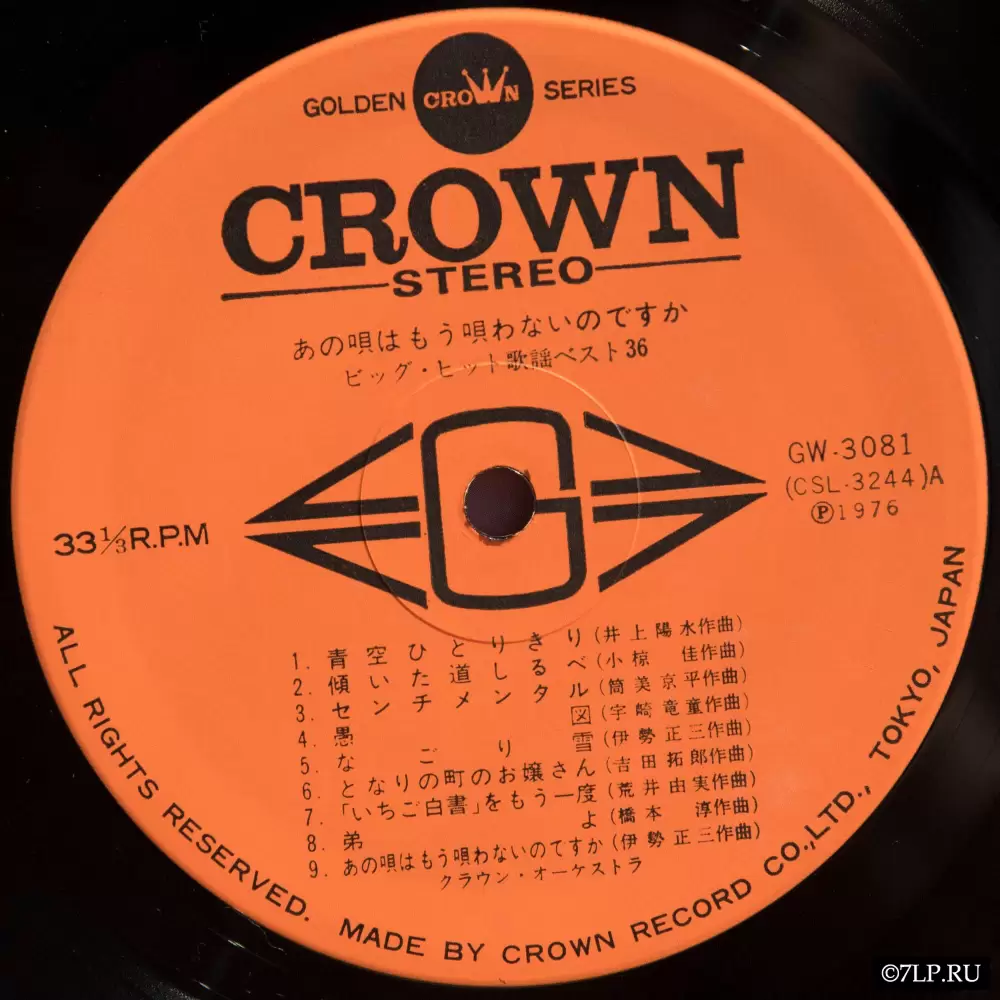 GOLDEN CROWN SERIES
CROWN
STEREO
あの唄はもう唄わないのですか
ビッグ・ヒット歌謡ベスト36
GW-3081
(CSL-3244)A
Ⓟ1976
33 1/3 R.P.M
G
1. 青空ひとりきり (井上陽水作曲)
2. 傾いた道しるべ (小椋 佳作曲)
3. センチメンタル (筒美京平作曲)
4. 愚図 (宇崎竜童作曲)
5. なごり雪 (伊勢正三作曲)
6. となりの町のお嬢さん (吉田拓郎作曲)
7. 「いちご白書」をもう一度 (荒井由実作曲)
8. 弟よ (橋本 淳作曲)
9. あの唄はもう唄わないのてすか (伊勢正三作曲)
クラウン・オーケストラ
ALL RIGHTS RESERVED. MADE BY CROWN RECORD CO.,LTD., TOKYO, JAPAN
©7LP.RU